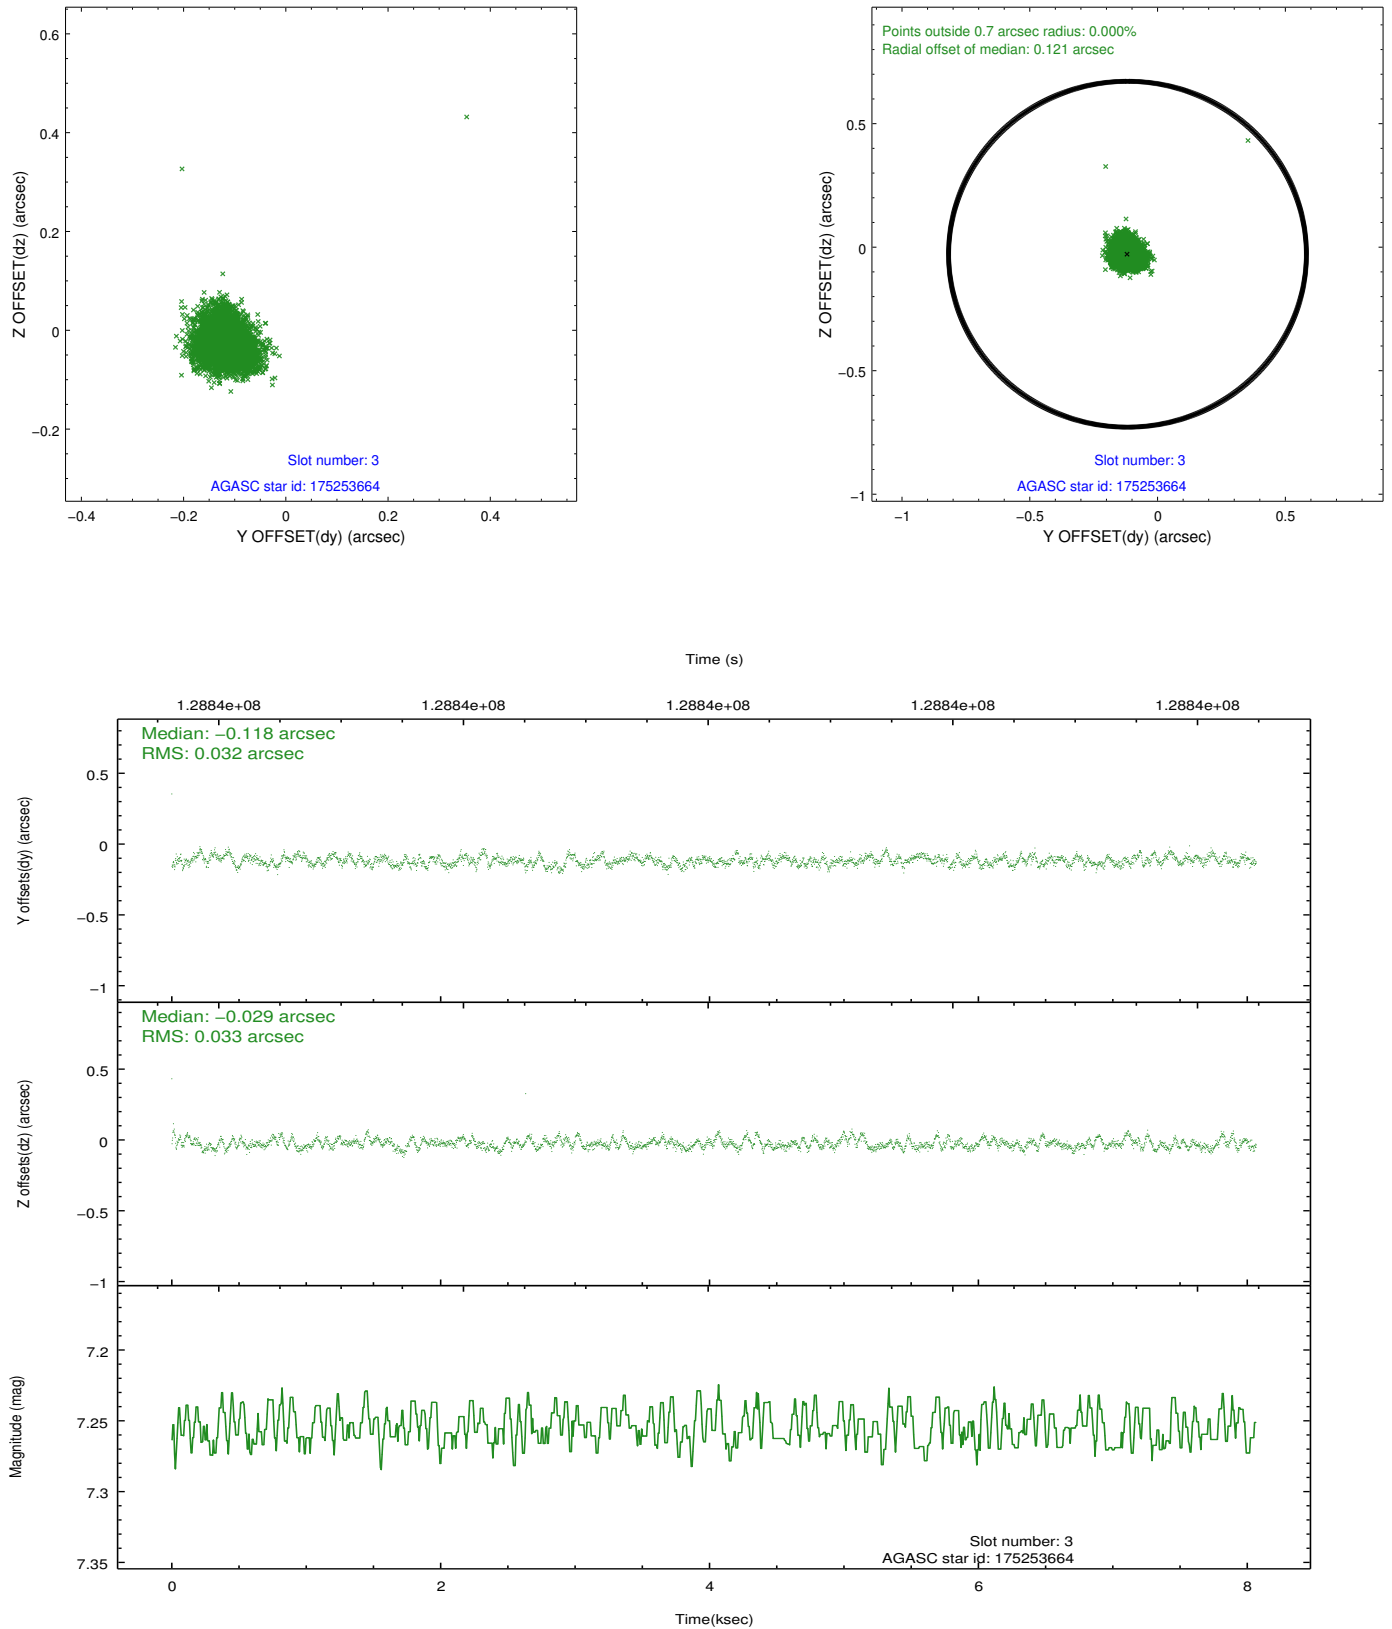 0.6
0.4
0.2
0
−0.2
Z OFFSET(dz) (arcsec)
Slot number: 3
AGASC star id: 175253664
−0.4 −0.2 0 0.2 0.4
Y OFFSET(dy) (arcsec)
Points outside 0.7 arcsec radius: 0.000%
Radial offset of median: 0.121 arcsec
0.5
0
−0.5
−1
Z OFFSET(dz) (arcsec)
Slot number: 3
AGASC star id: 175253664
−1 −0.5 0 0.5
Y OFFSET(dy) (arcsec)
Time (s)
1.2884e+08 1.2884e+08 1.2884e+08 1.2884e+08 1.2884e+08
Median: −0.118 arcsec
RMS: 0.032 arcsec
0.5
0
−0.5
−1
Y offsets(dy) (arcsec)
Median: −0.029 arcsec
RMS: 0.033 arcsec
0.5
0
−0.5
−1
Z offsets(dz) (arcsec)
7.2
7.25
7.3
7.35
Magnitude (mag)
Slot number: 3
AGASC star id: 175253664
0 2 4 6 8
Time(ksec)